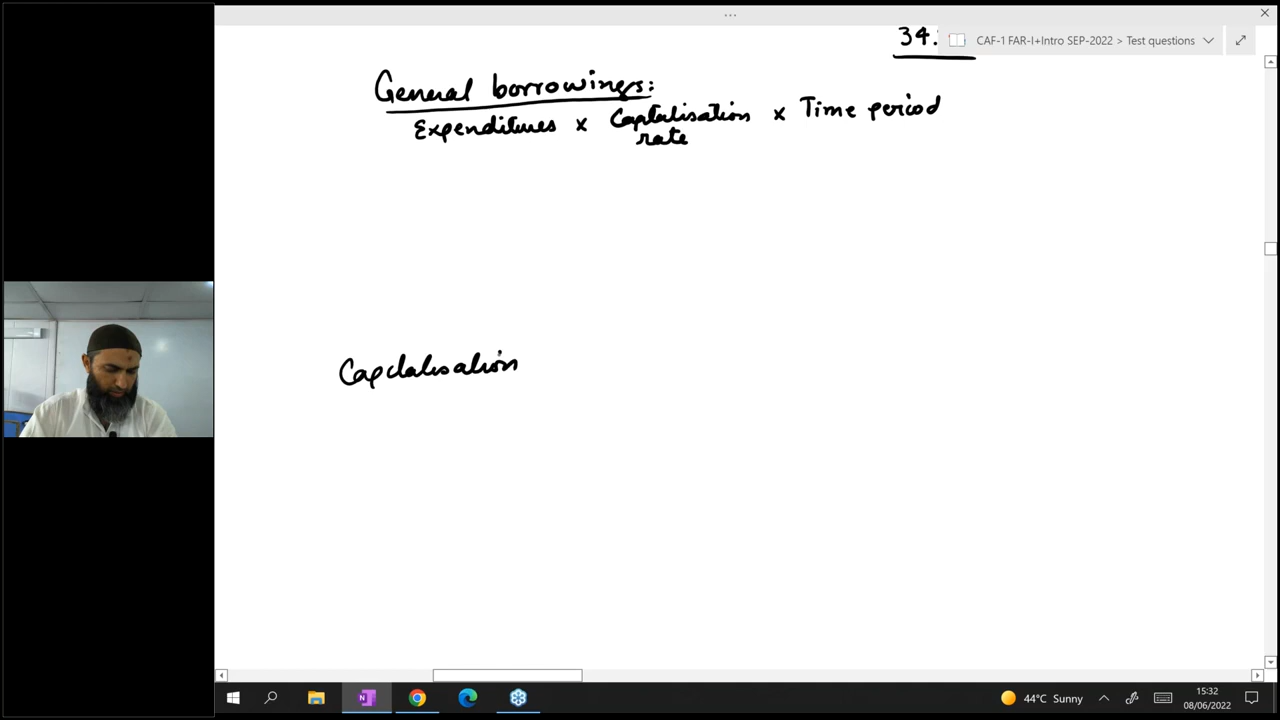 34.
CAF-1 FAR-I+Intro SEP-2022 > Test questions
General borrowings:
Expenditures x Capitalisation rate x Time period
Capitalisation
44°C Sunny
15:32
08/06/2022